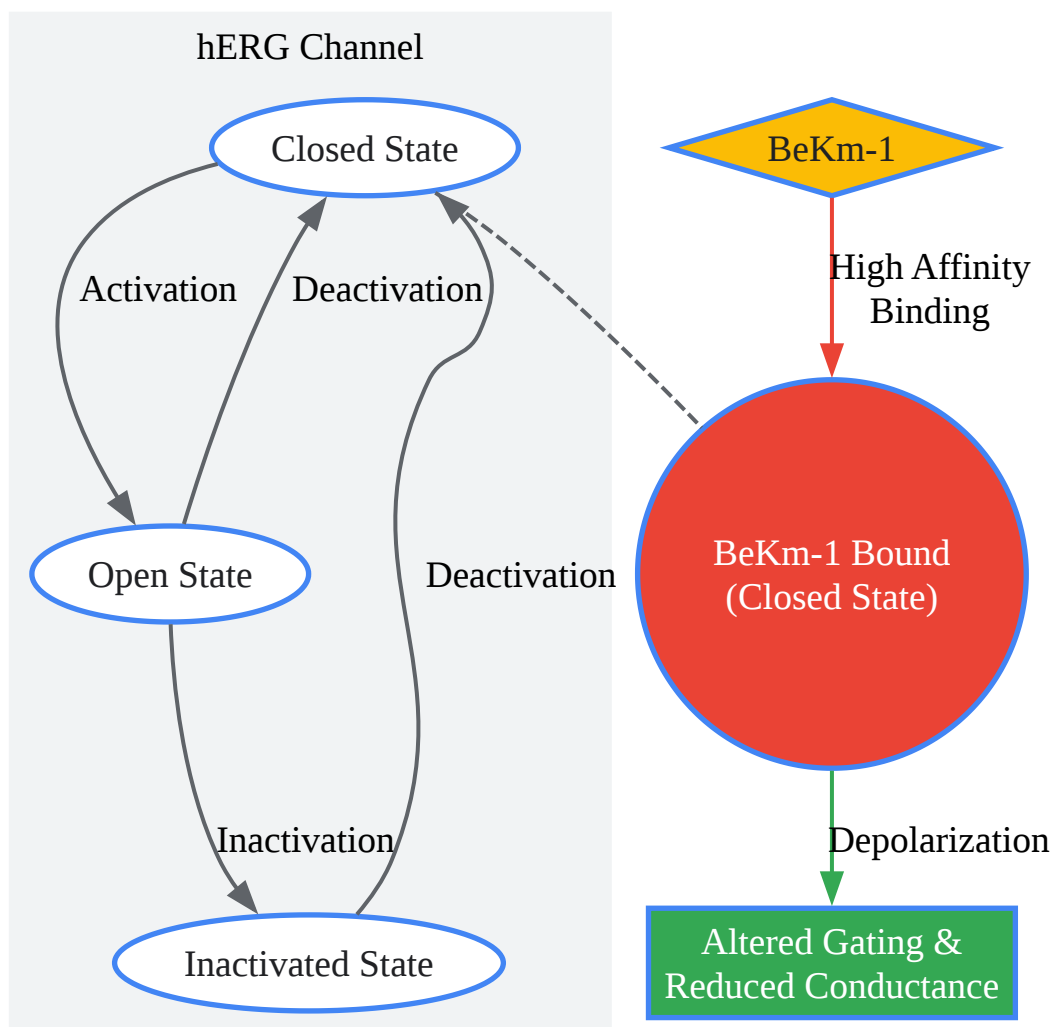 hERG Channel
Closed State
BeKm-1
Activation
Deactivation
High Affinity
Binding
Open State
Deactivation
BeKm-1 Bound
(Closed State)
Inactivation
Depolarization
Inactivated State
Altered Gating &
Reduced Conductance